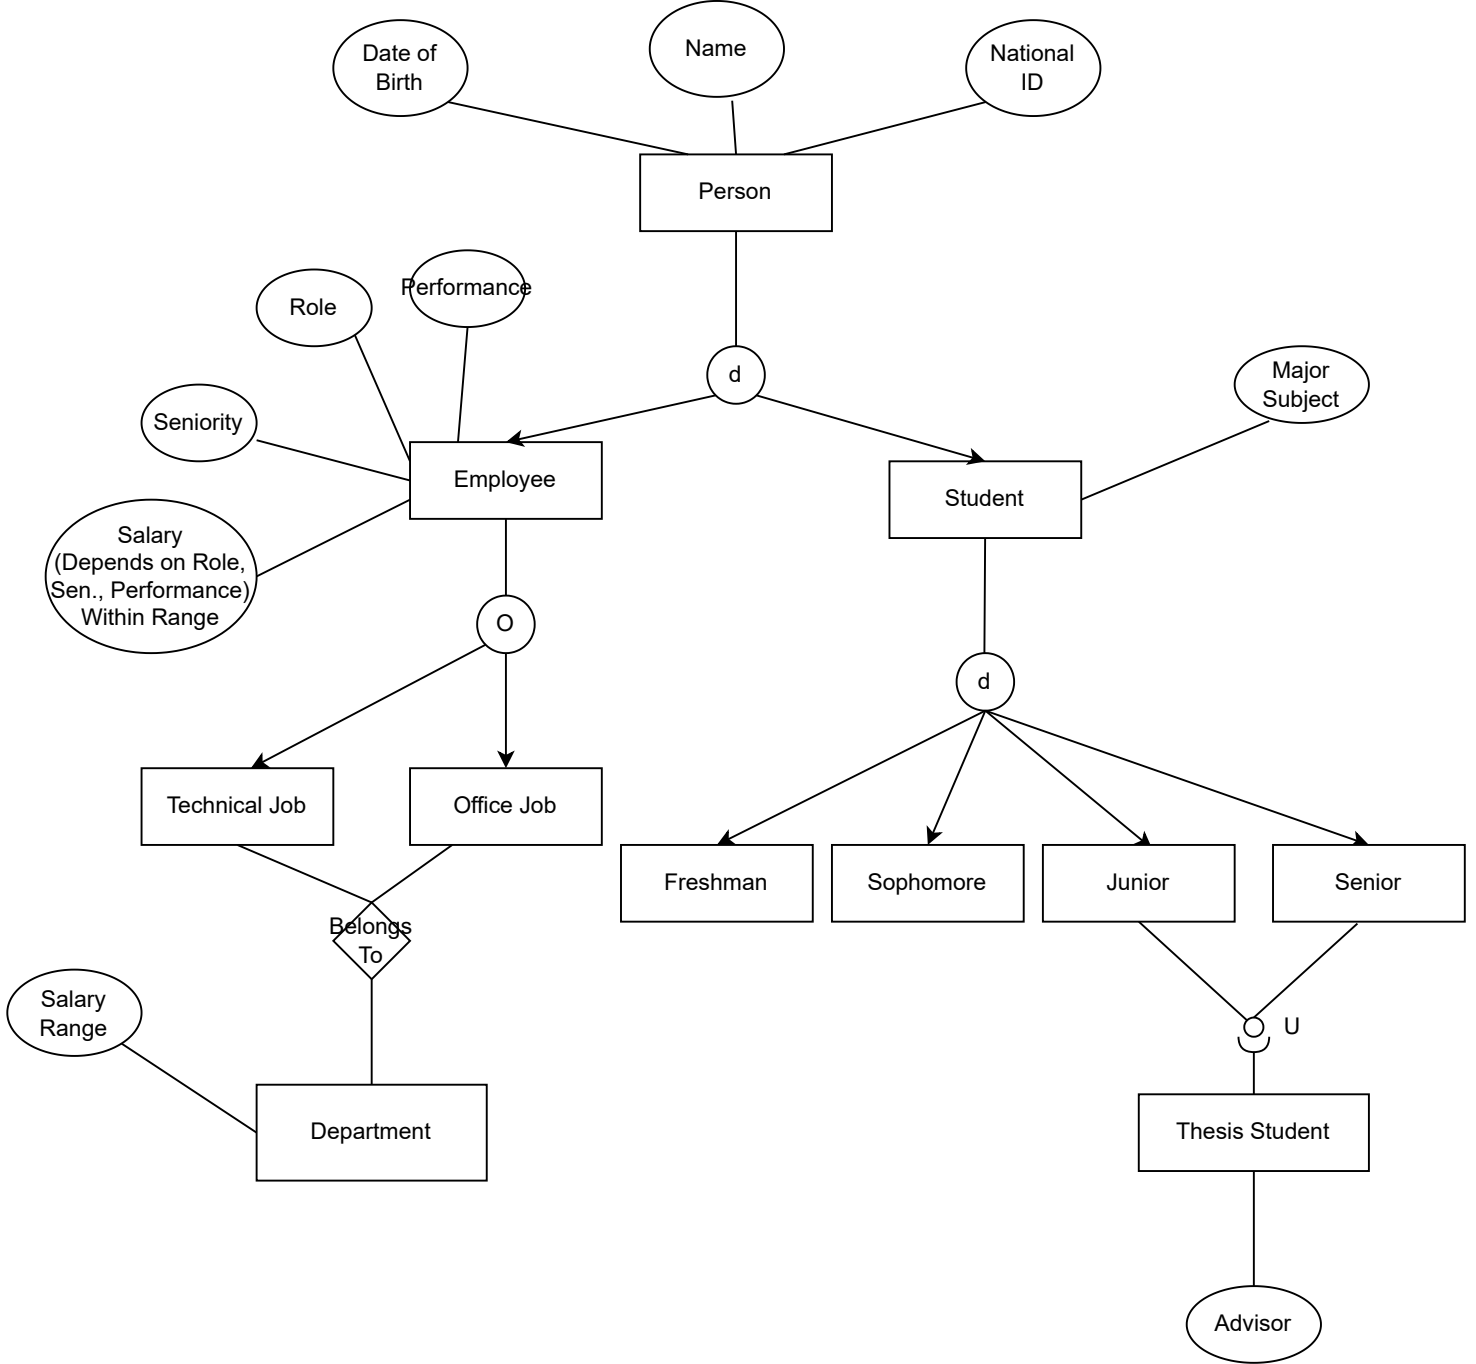 Date of
Birth
Name
National
ID
Person
Performance
Role
d
Major
Subject
Seniority
Employee
Student
Salary
(Depends on Role,
Sen., Performance)
Within Range
O
d
Technical Job
Office Job
Freshman
Sophomore
Junior
Senior
Belongs
To
Salary
Range
U
Department
Thesis Student
Advisor